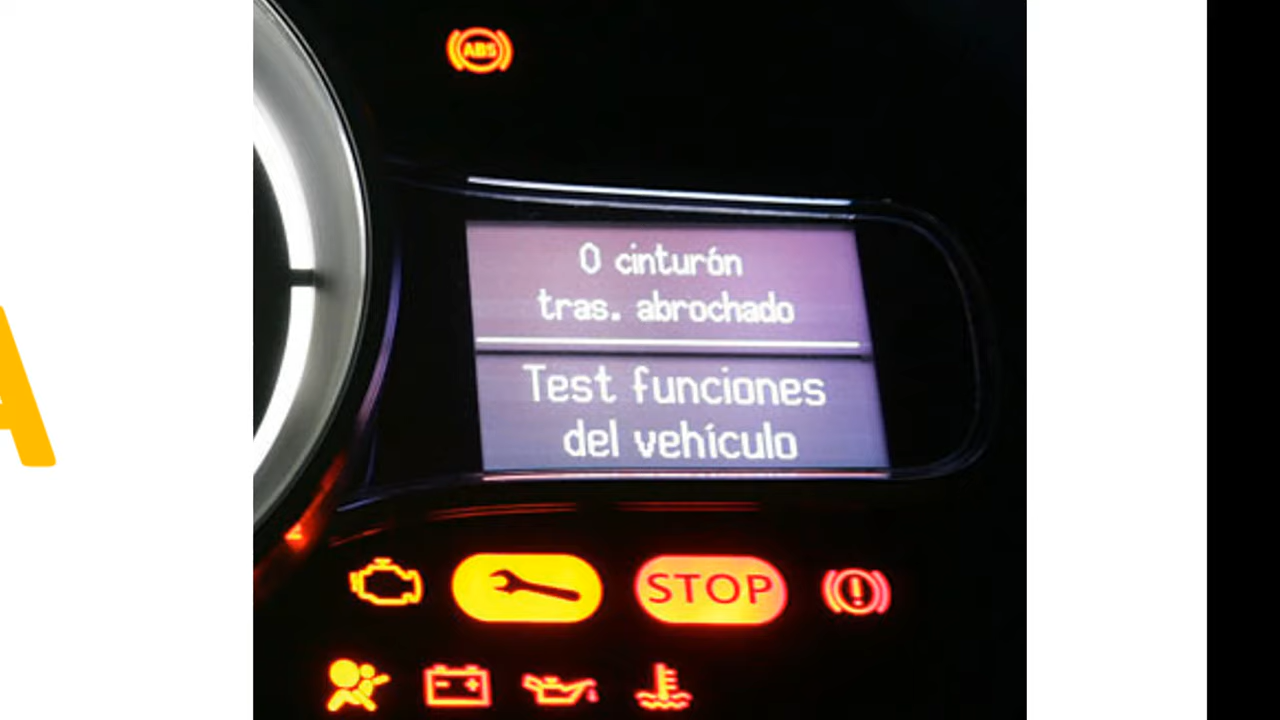 A
ABS
0 cinturón
tras. abrochado
Test funciones
del vehículo
STOP